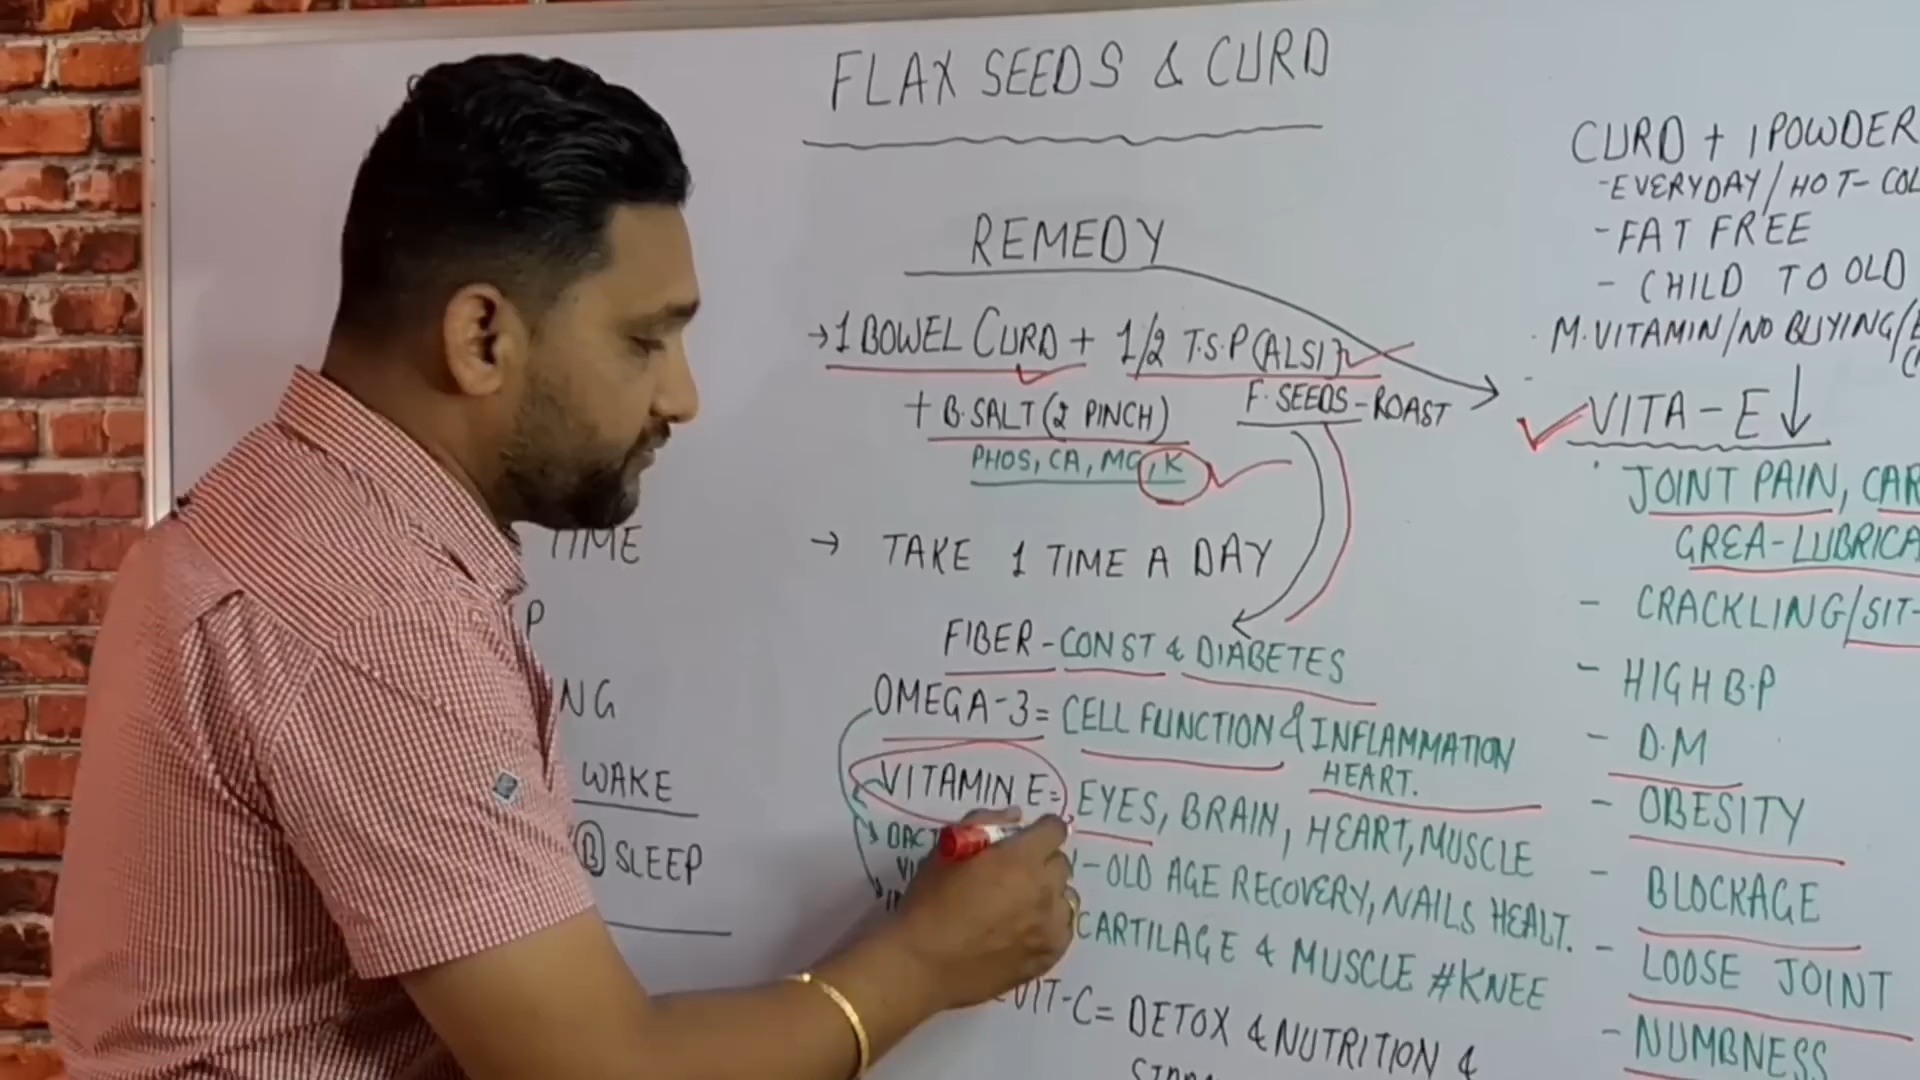 FLAX SEEDS & CURD
REMEDY
→1 BOWEL CURD + 1/2 T.S.P (ALSI)
F. SEEDS - ROAST
+ B. SALT (2 PINCH)
PHOS, CA, MG, K
→ TAKE 1 TIME A DAY
FIBER - CONST & DIABETES
OMEGA-3 = CELL FUNCTION & INFLAMMATION
HEART.
VITAMIN E = EYES, BRAIN, HEART, MUSCLE
- OLD AGE RECOVERY, NAILS HEALT.
CARTILAGE & MUSCLE #KNEE
VIT-C = DETOX & NUTRITION &
TIME
P
NG
WAKE
B SLEEP
CURD + 1 POWDER
- EVERYDAY / HOT - COL
- FAT FREE
- CHILD TO OLD
M. VITAMIN / NO BUYING /
VITA - E ↓
JOINT PAIN, CAR
GREA - LUBRICA
- CRACKLING / SIT -
- HIGH B.P
- D.M
- OBESITY
- BLOCKAGE
- LOOSE JOINT
- NUMBNESS